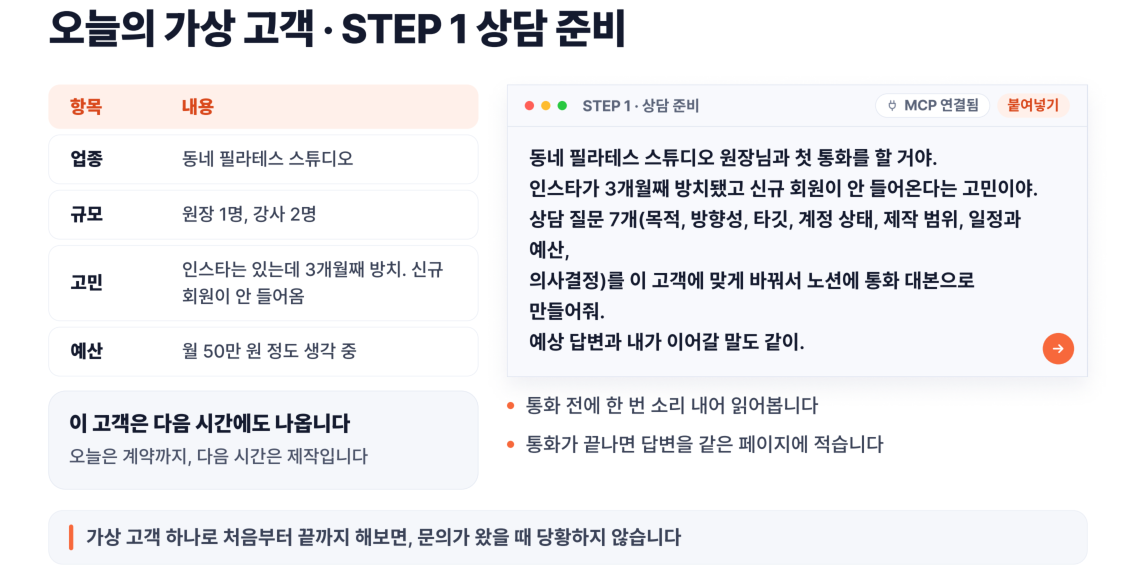 오늘의 가상 고객 · STEP 1 상담 준비
항목 내용
업종 동네 필라테스 스튜디오
규모 원장 1명, 강사 2명
고민 인스타는 있는데 3개월째 방치. 신규
회원이 안 들어옴
예산 월 50만 원 정도 생각 중
이 고객은 다음 시간에도 나옵니다
오늘은 계약까지, 다음 시간은 제작입니다
STEP 1 · 상담 준비 MCP 연결됨 붙여넣기
동네 필라테스 스튜디오 원장님과 첫 통화를 할 거야.
인스타가 3개월째 방치됐고 신규 회원이 안 들어온다는 고민이야.
상담 질문 7개(목적, 방향성, 타깃, 계정 상태, 제작 범위, 일정과
예산,
의사결정)를 이 고객에 맞게 바꿔서 노션에 통화 대본으로
만들어줘.
예상 답변과 내가 이어갈 말도 같이.
통화 전에 한 번 소리 내어 읽어봅니다
통화가 끝나면 답변을 같은 페이지에 적습니다
가상 고객 하나로 처음부터 끝까지 해보면, 문의가 왔을 때 당황하지 않습니다